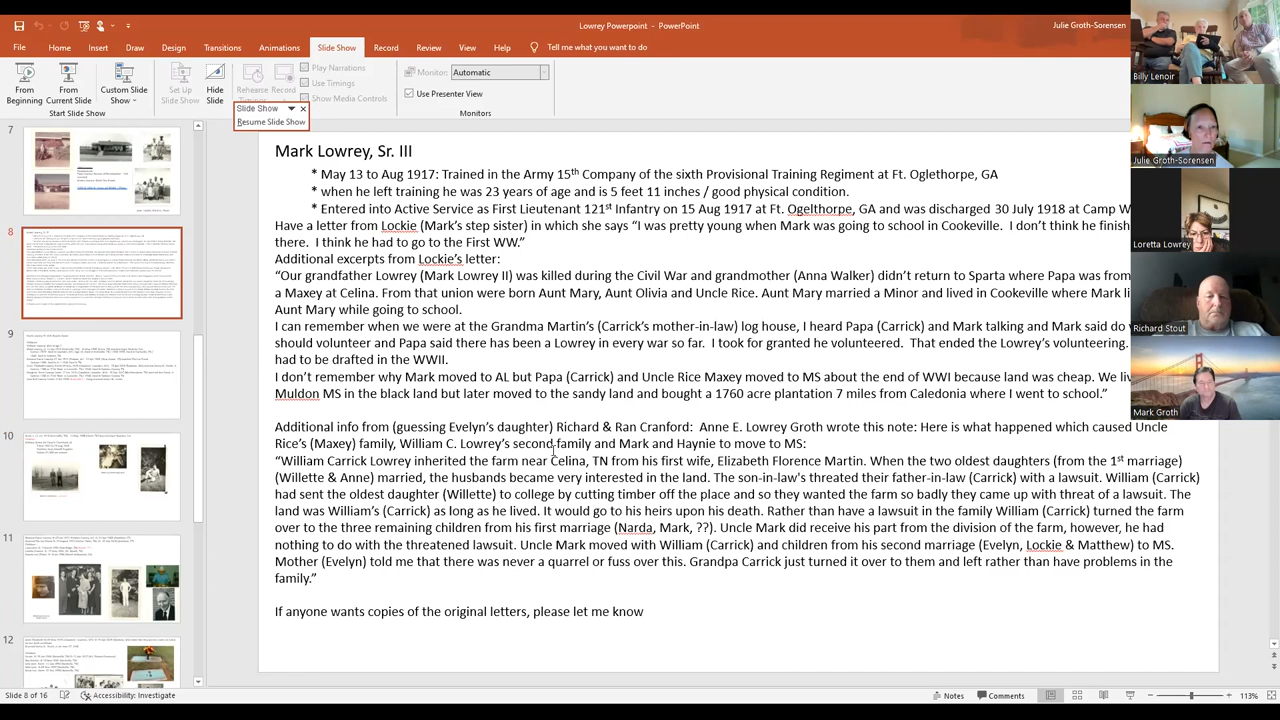 Lowrey Powerpoint - PowerPoint
Julie Groth-Sorensen
File Home Insert Draw Design Transitions Animations Slide Show Record Review View Help Tell me what you want to do
From Beginning
From Current Slide
Custom Slide Show
Set Up Slide Show
Hide Slide
Rehearse
Record
Play Narrations
Use Timings
Show Media Controls
Monitor: Automatic
Use Presenter View
Start Slide Show
Monitors
Slide Show
Resume Slide Show
Billy Lenoir
Julie Groth-Sorensen
Loretta Lowrey
Richard Stout
Mark Groth
7
8
9
10
11
12
Mark Lowrey, Sr. III
* May 15 to Aug 1917: Trained in the Army 15th Company of the sixth Provisional Training Regiment at Ft. Oglethorpe, GA
* when he left training he was 23 years of age and is 5 feet 11 inches / good physical condition.
* Entered into Active Service as First Lieutenant 121st Infantry on 15 Aug 1917 at Ft. Ogelthorpe, GA and was discharged 30 July 1918 at Camp W
Have a letter from Lockie (Mark's step sister) in which she says "I was pretty young when Mark was going to school in Cookeville. I don't think he finish
there. I think he had to go to the first WW."
Additional excerpts from Lockie's letter:
"Our grandfather Lowrey (Mark Lowrey II) was killed during the Civil War and grandmother (Melvina Walker) didn't return to Sparta where Papa was from
a Maxey at Celina. From that union was born Aunt Mary, Aunt Olivia and Uncle Rice. Aunt Mary married a Moore and lived in Cookeville where Mark li
Aunt Mary while going to school.
I can remember when we were at the Grandma Martin's (Carrick's mother-in-law) house, I heard Papa (Carrick) and Mark talking and Mark said do
should volunteer and Papa said there has been a Lowrey in every war so far. I took for granted he volunteered. That ended the Lowrey's volunteering.
had to be drafted in the WWII.
I don't remember why Mark moved to AL but Papa (Carrick) and Uncle Rice Maxey moved to MS about the end of WWI because land was cheap. We liv
Muldon MS in the black land but later moved to the sandy land and bought a 1760 acre plantation 7 miles from Caledonia where I went to school."
Additional info from (guessing Evelyn's daughter) Richard & Ran Cranford: Anne E. Lowrey Groth wrote this note: Here is what happened which caused Uncle
Rice's (Maxey) family, William C. Lowrey's second family and Mark and Haynie to move to MS:
"William Carrick Lowrey inherited the farm near Celina, TN from his first wife, Elizabeth Florence Martin. When the two oldest daughters (from the 1st marriage)
(Willette & Anne) married, the husbands became very interested in the land. The son-in-law's threated their father-in-law (Carrick) with a lawsuit. William (Carrick)
had sent the oldest daughter (Willette) to college by cutting timber off the place and so they wanted the farm so badly they came up with threat of a lawsuit. The
land was William's (Carrick) as long as he lived. It would go to his heirs upon his death. Rather than have a lawsuit in the family William (Carrick) turned the farm
over to the three remaining children from his first marriage (Narda, Mark, ??). Uncle Mark did receive his part from the division of the farm, however, he had
nothing to do with the threatened lawsuit. Uncle Mark moved with William (Carrick) and children from his second marriage (Evelyn, Lockie & Matthew) to MS.
Mother (Evelyn) told me that there was never a quarrel or fuss over this. Grandpa Carrick just turned it over to them and left rather than have problems in the
family."
If anyone wants copies of the original letters, please let me know
Slide 8 of 16 Accessibility: Investigate Notes Comments 113%